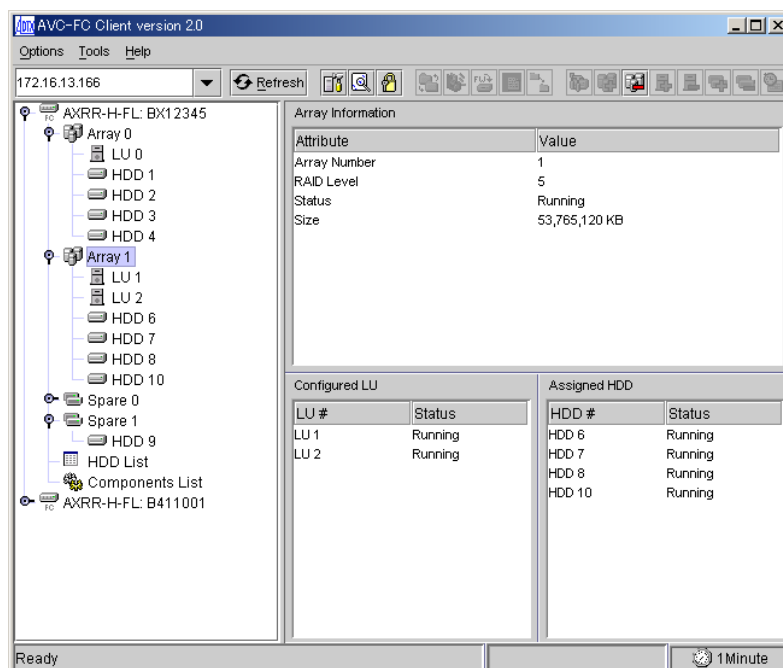 AVC-FC Client version 2.0
Options Tools Help
172.16.13.166
Refresh
AXRR-H-FL: BX12345
Array 0
LU 0
HDD 1
HDD 2
HDD 3
HDD 4
Array 1
LU 1
LU 2
HDD 6
HDD 7
HDD 8
HDD 10
Spare 0
Spare 1
HDD 9
HDD List
Components List
AXRR-H-FL: B411001
Array Information
Attribute Value
Array Number 1
RAID Level 5
Status Running
Size 53,765,120 KB
Configured LU
LU # Status
LU 1 Running
LU 2 Running
Assigned HDD
HDD # Status
HDD 6 Running
HDD 7 Running
HDD 8 Running
HDD 10 Running
Ready
1 Minute